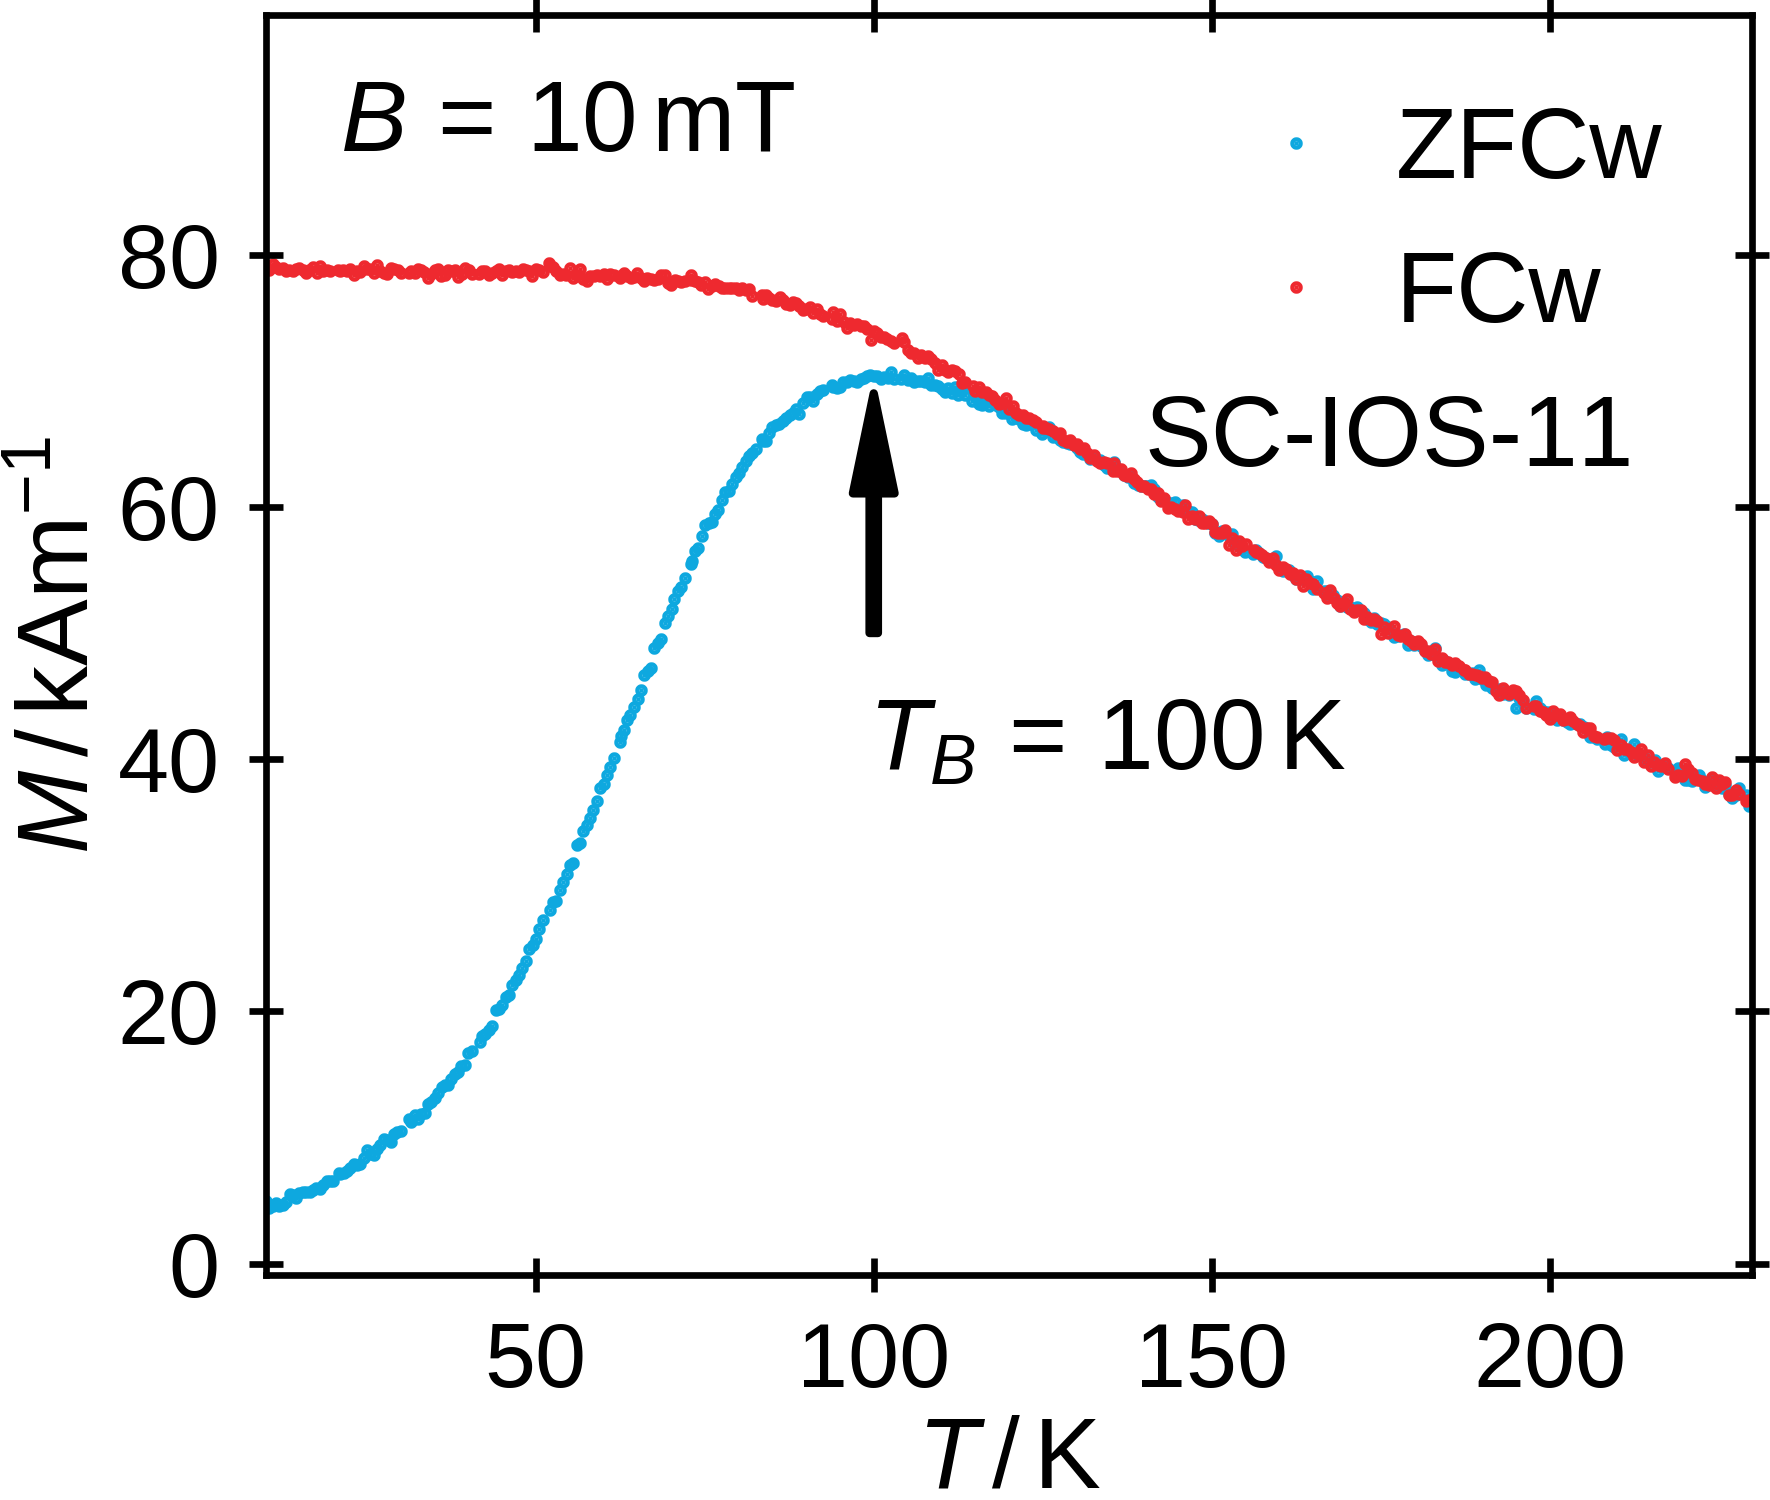 B = 10 mT
ZFCw
FCw
SC-IOS-11
T_B = 100 K
M / kAm⁻¹
80
60
40
20
0
50 100 150 200
T / K